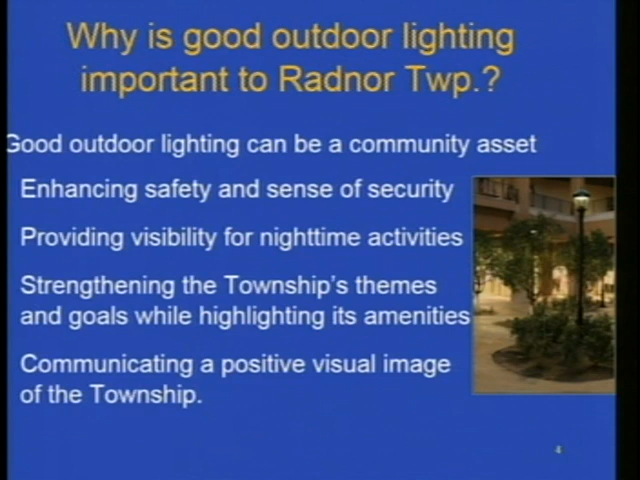 Why is good outdoor lighting
important to Radnor Twp.?
Good outdoor lighting can be a community asset
Enhancing safety and sense of security
Providing visibility for nighttime activities
Strengthening the Township's themes
and goals while highlighting its amenities
Communicating a positive visual image
of the Township.
4